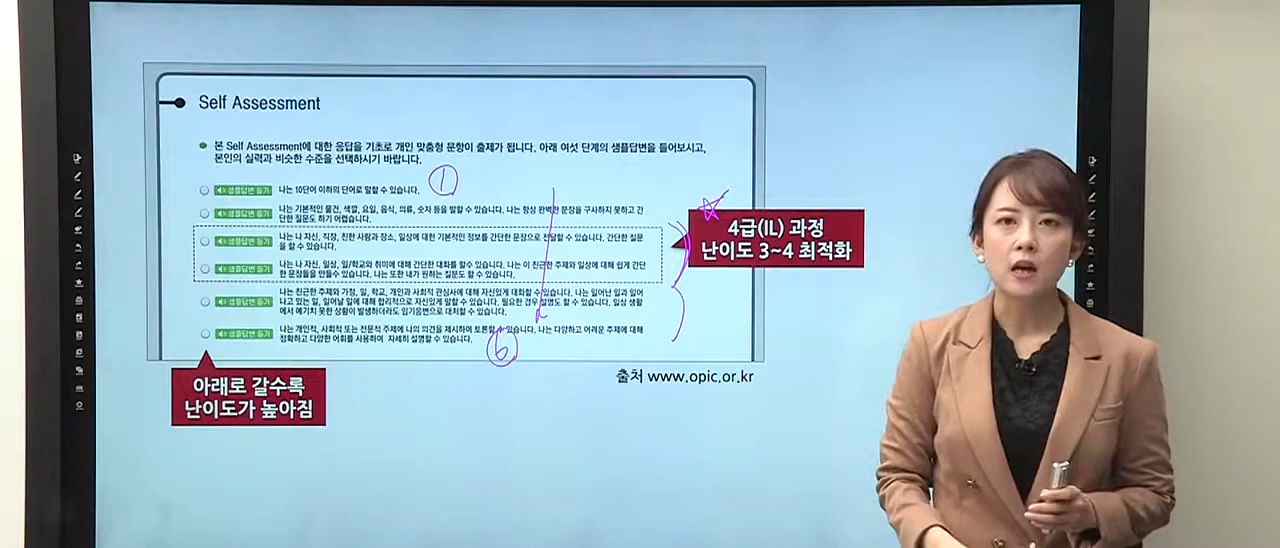 Self Assessment
본 Self Assessment에 대한 응답을 기초로 개인 맞춤형 문항이 출제가 됩니다. 아래 여섯 단계의 샘플답변을 들어보시고,
본인의 실력과 비슷한 수준을 선택하시기 바랍니다.
샘플답변 듣기 나는 10단어 이하의 단어로 말할 수 있습니다.
①
샘플답변 듣기 나는 기본적인 물건, 색깔, 요일, 음식, 의류, 숫자 등을 말할 수 있습니다. 나는 항상 완벽한 문장을 구사하지 못하고 간
단한 질문도 하기 어렵습니다.
샘플답변 듣기 나는 나 자신, 직장, 친한 사람과 장소, 일상에 대한 기본적인 정보를 간단한 문장으로 전달할 수 있습니다. 간단한 질문
을 할 수 있습니다.
샘플답변 듣기 나는 나 자신, 일상, 일/학교와 취미에 대해 간단한 대화를 할수 있습니다. 나는 이 친근한 주제와 일상에 대해 쉽게 간단
한 문장들을 만들수 있습니다. 나는 또한 내가 원하는 질문도 할 수 있습니다.
샘플답변 듣기 나는 친근한 주제와 가정, 일, 학교, 개인과 사회적 관심사에 대해 자신있게 대화할 수 있습니다. 나는 일어난 일과 일어
나고 있는 일, 일어날 일에 대해 합리적으로 자신있게 말할 수 있습니다. 필요한 경우 설명도 할 수 있습니다. 일상 생활
에서 예기치 못한 상황이 발생하더라도 임기응변으로 대처할 수 있습니다.
샘플답변 듣기 나는 개인적, 사회적 또는 전문적 주제에 나의 의견을 제시하여 토론할 수 있습니다. 나는 다양하고 어려운 주제에 대해
정확하고 다양한 어휘를 사용하여 자세히 설명할 수 있습니다.
⑥
4급(IL) 과정
난이도 3~4 최적화
아래로 갈수록
난이도가 높아짐
출처 www.opic.or.kr